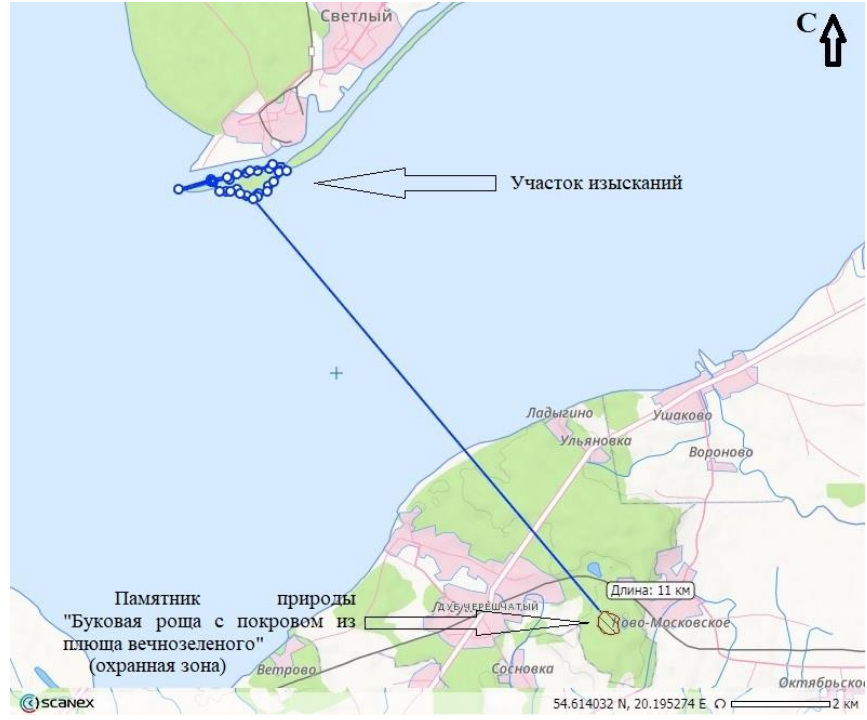 Светлый
С
Участок изысканий
Ладыгино
Ушаково
Ульяновка
Вороново
Длина: 11 км
Памятник природы
"Буковая роща с покровом из
плюща вечнозеленого"
(охранная зона)
ЧЕРЕШЧАТЫЙ
Ново-Московское
Ветрово
Сосновка
Октябрьское
scanex
54.614032 N, 20.195274 E
2 км